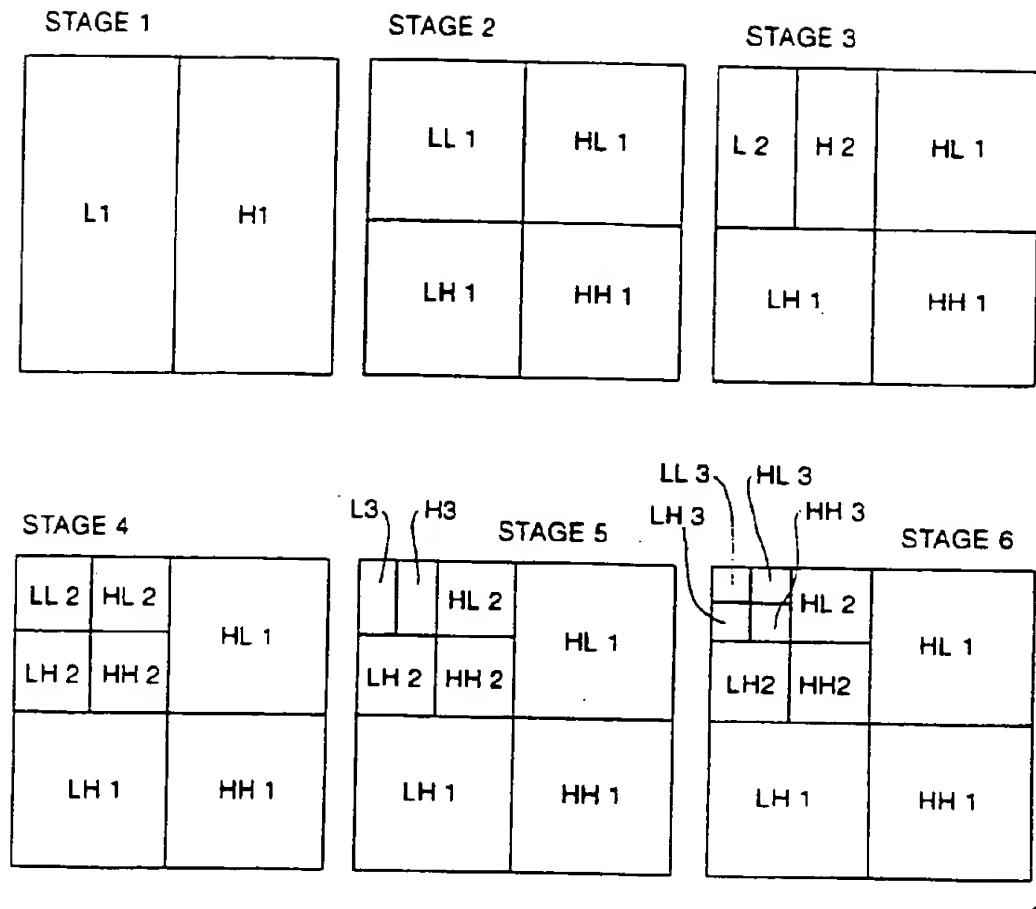 STAGE 1
L1
H1
STAGE 2
LL 1
HL 1
LH 1
HH 1
STAGE 3
L 2
H 2
HL 1
LH 1
HH 1
STAGE 4
LL 2
HL 2
HL 1
LH 2
HH 2
LH 1
HH 1
L3
H3
STAGE 5
HL 2
HL 1
LH 2
HH 2
LH 1
HH 1
LL 3
HL 3
LH 3
HH 3
STAGE 6
HL 2
HL 1
LH2
HH2
LH 1
HH 1